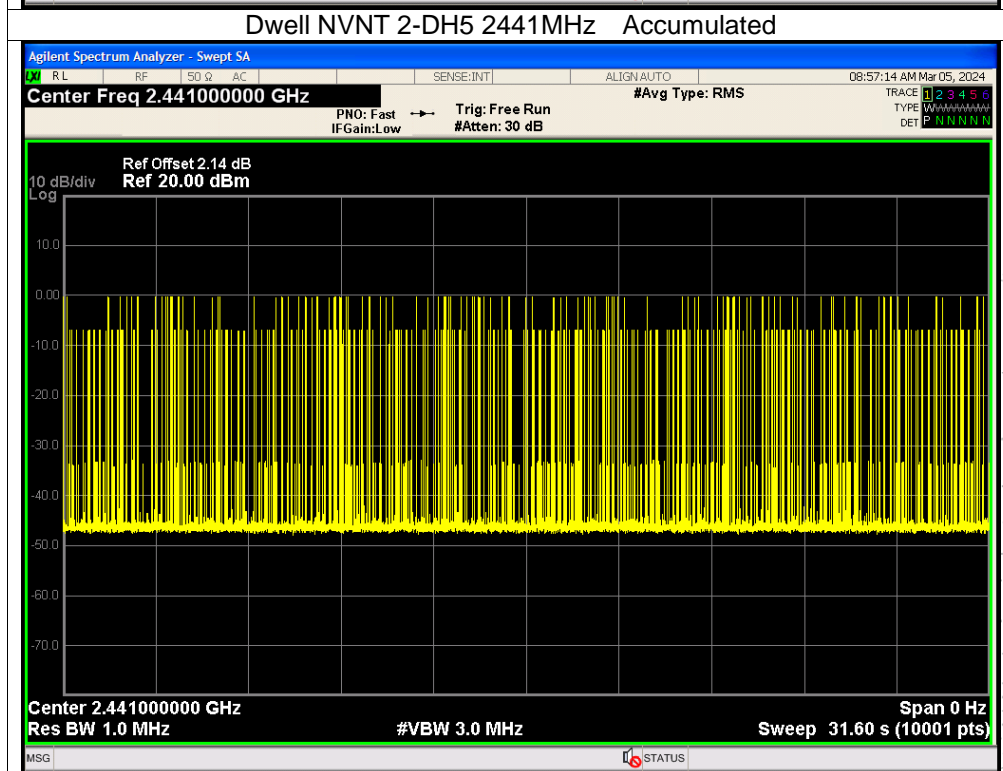 Dwell NVNT 2-DH5 2441MHz Accumulated
Agilent Spectrum Analyzer - Swept SA
LXI RL RF 50 Ω AC SENSE:INT ALIGN AUTO 08:57:14 AM Mar 05, 2024
Center Freq 2.441000000 GHz #Avg Type: RMS TRACE 1 2 3 4 5 6
PNO: Fast Trig: Free Run TYPE
IFGain:Low #Atten: 30 dB DET P N N N N N
Ref Offset 2.14 dB
10 dB/div Ref 20.00 dBm
Log
10.0
0.00
-10.0
-20.0
-30.0
-40.0
-50.0
-60.0
-70.0
Center 2.441000000 GHz Span 0 Hz
Res BW 1.0 MHz #VBW 3.0 MHz Sweep 31.60 s (10001 pts)
MSG STATUS